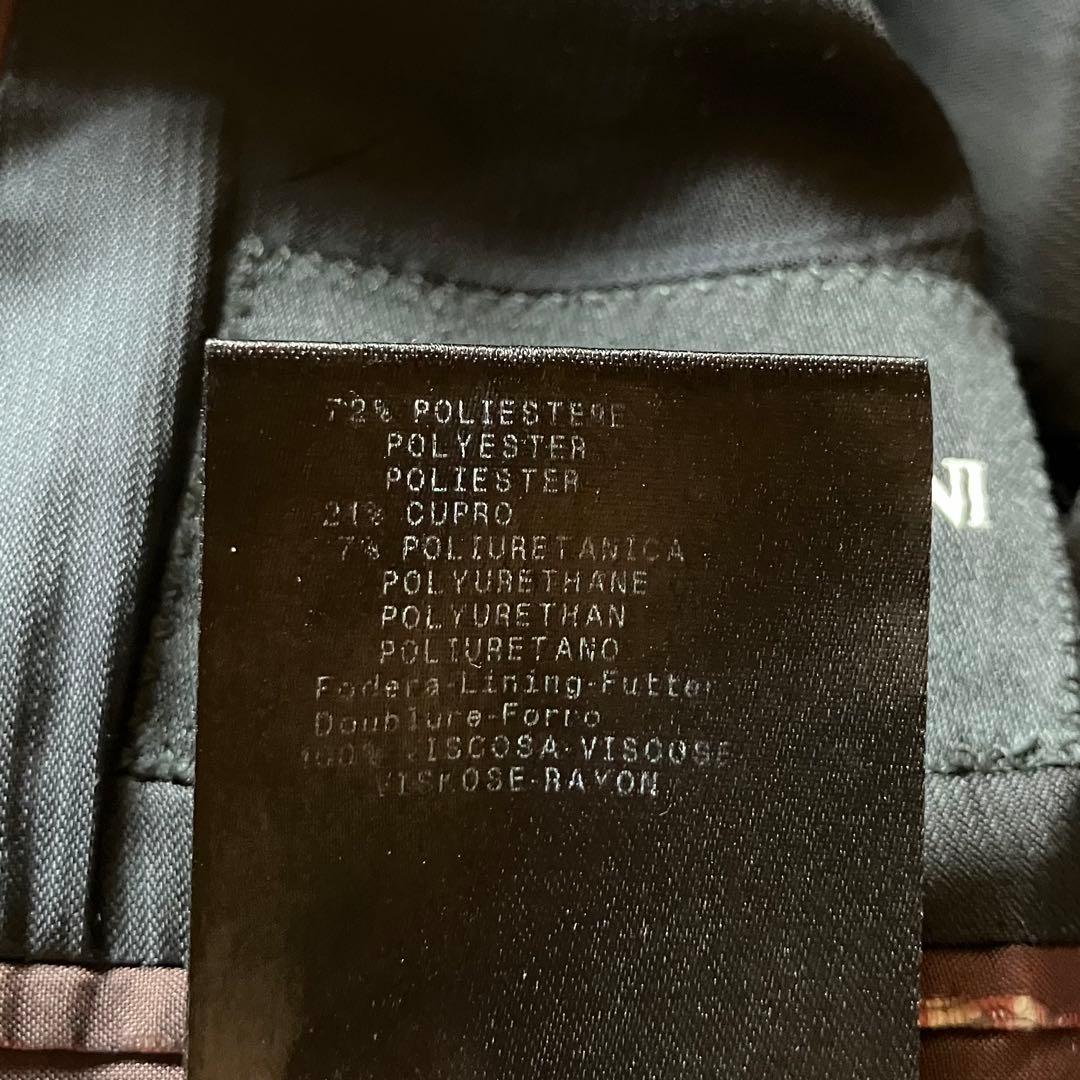 72% POLIESTERE
POLYESTER
POLIESTER
21% CUPRO
7% POLIURETANICA
POLYURETHANE
POLYURETHAN
POLIURETANO
Fodera-Lining-Futter
Doublure-Forro
100% VISCOSA-VISCOSE
VISKOSE-RAYON
NI